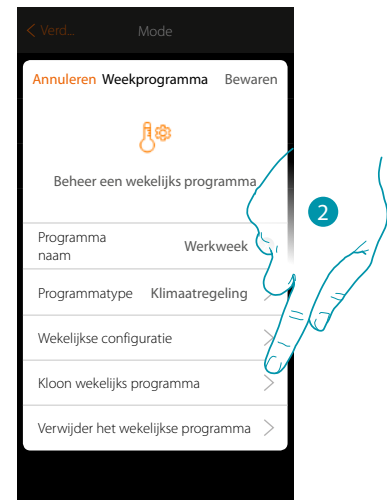 Verd... Mode
Annuleren Weekprogramma Bewaren
Beheer een wekelijks programma
Programma
naam
Werkweek
Programmatype Klimaatregeling
Wekelijkse configuratie
Kloon wekelijks programma
Verwijder het wekelijkse programma
2